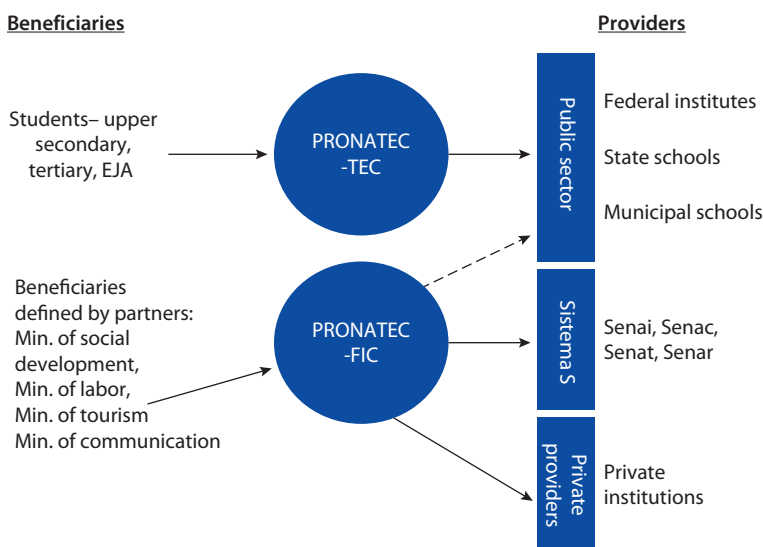 Beneficiaries
Providers
Students– upper
secondary,
tertiary, EJA
PRONATEC
-TEC
Public sector
Federal institutes
State schools
Municipal schools
Beneficiaries
defined by partners:
Min. of social
development,
Min. of labor,
Min. of tourism
Min. of communication
PRONATEC
-FIC
Sistema S
Senai, Senac,
Senat, Senar
Private
providers
Private
institutions